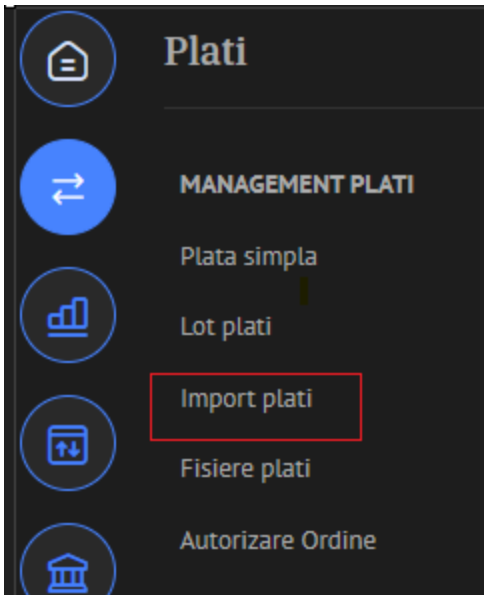 Plati
MANAGEMENT PLATI
Plata simpla
Lot plati
Import plati
Fisiere plati
Autorizare Ordine